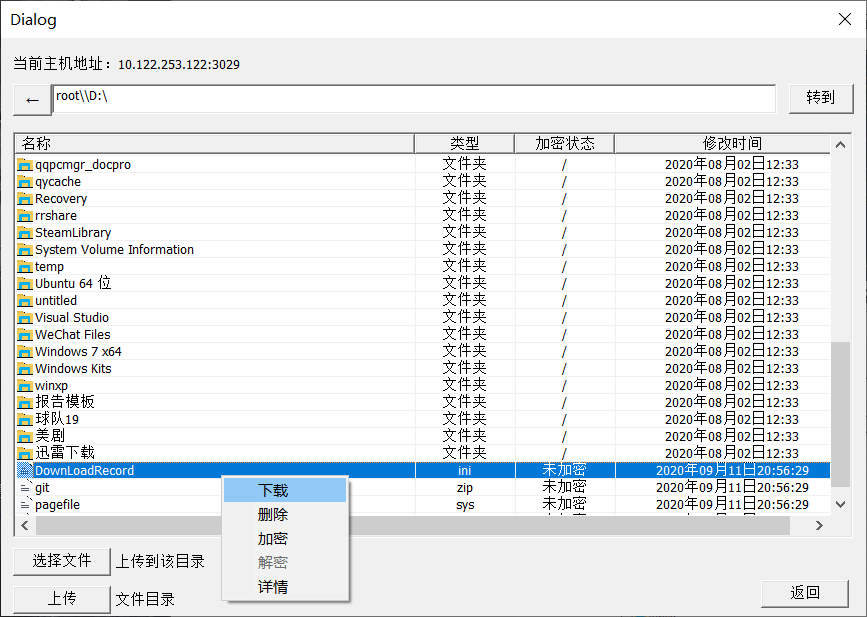 Dialog
当前主机地址：10.122.253.122:3029
← root\\D:\ 转到
名称 类型 加密状态 修改时间
qqpcmgr_docpro 文件夹 / 2020年08月02日12:33
qycache 文件夹 / 2020年08月02日12:33
Recovery 文件夹 / 2020年08月02日12:33
rrshare 文件夹 / 2020年08月02日12:33
SteamLibrary 文件夹 / 2020年08月02日12:33
System Volume Information 文件夹 / 2020年08月02日12:33
temp 文件夹 / 2020年08月02日12:33
Ubuntu 64 位 文件夹 / 2020年08月02日12:33
untitled 文件夹 / 2020年08月02日12:33
Visual Studio 文件夹 / 2020年08月02日12:33
WeChat Files 文件夹 / 2020年08月02日12:33
Windows 7 x64 文件夹 / 2020年08月02日12:33
Windows Kits 文件夹 / 2020年08月02日12:33
winxp 文件夹 / 2020年08月02日12:33
报告模板 文件夹 / 2020年08月02日12:33
球队19 文件夹 / 2020年08月02日12:33
美剧 文件夹 / 2020年08月02日12:33
迅雷下载 文件夹 / 2020年08月02日12:33
DownLoadRecord ini 未加密 2020年09月11日20:56:29
git zip 未加密 2020年09月11日20:56:29
pagefile sys 未加密 2020年09月11日20:56:29
下载
删除
加密
解密
详情
选择文件 上传到该目录
上传 文件目录
返回